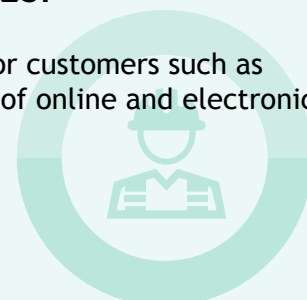 or customers such as
of online and electronic